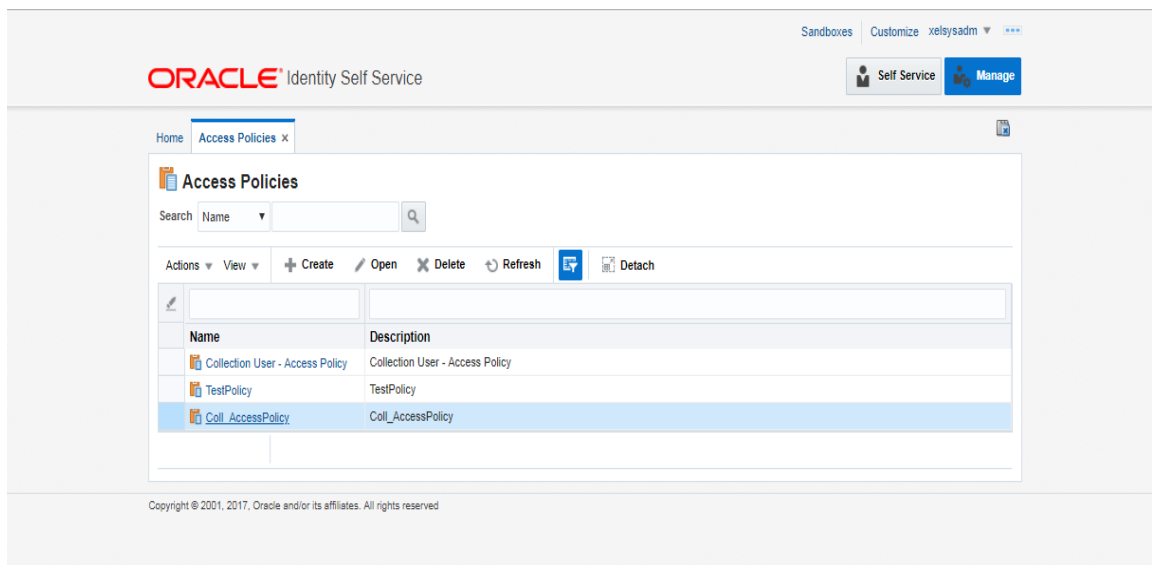 Sandboxes Customize xelsysadm
ORACLE® Identity Self Service
Self Service Manage
Home Access Policies ×
Access Policies
Search Name
Actions View Create Open Delete Refresh Detach
Name Description
Collection User - Access Policy Collection User - Access Policy
TestPolicy TestPolicy
Coll_AccessPolicy Coll_AccessPolicy
Copyright © 2001, 2017, Oracle and/or its affiliates. All rights reserved